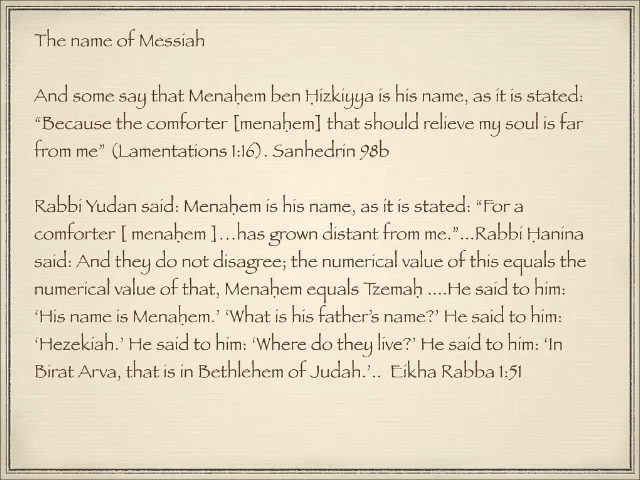 The name of Messiah
And some say that Menaḥem ben Ḥizkiyya is his name, as it is stated:
“Because the comforter [menaḥem] that should relieve my soul is far
from me” (Lamentations 1:16). Sanhedrin 98b
Rabbi Yudan said: Menaḥem is his name, as it is stated: “For a
comforter [ menaḥem ]…has grown distant from me.”...Rabbi Ḥanina
said: And they do not disagree; the numerical value of this equals the
numerical value of that, Menaḥem equals Tzemaḥ ....He said to him:
‘His name is Menaḥem.’ ‘What is his father’s name?’ He said to him:
‘Hezekiah.’ He said to him: ‘Where do they live?’ He said to him: ‘In
Birat Arva, that is in Bethlehem of Judah.’.. Eikha Rabba 1:51